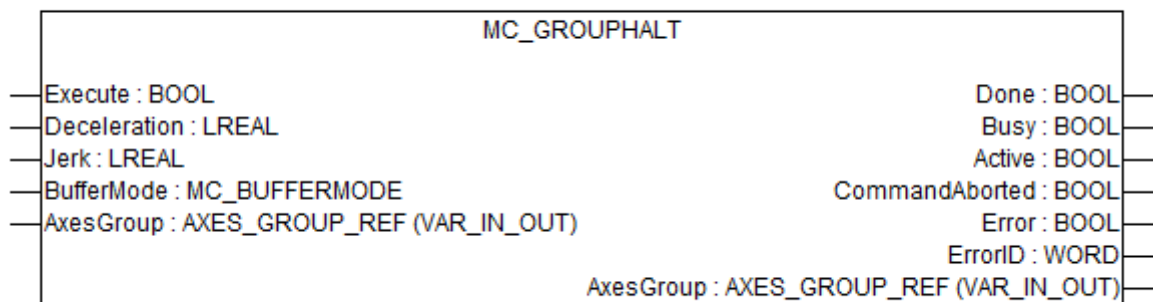 MC_GROUPHALT
Execute : BOOL
Done : BOOL
Deceleration : LREAL
Busy : BOOL
Jerk : LREAL
Active : BOOL
BufferMode : MC_BUFFERMODE
CommandAborted : BOOL
AxesGroup : AXES_GROUP_REF (VAR_IN_OUT)
Error : BOOL
ErrorID : WORD
AxesGroup : AXES_GROUP_REF (VAR_IN_OUT)